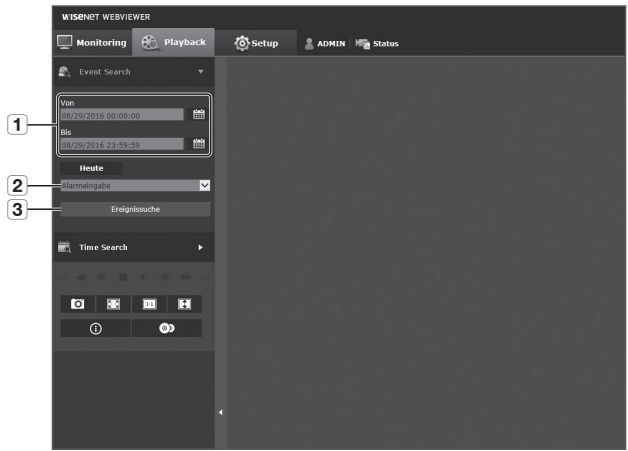 WISENET WEBVIEWER
Monitoring Playback Setup ADMIN Status
Event Search
Von
08/29/2016 00:00:00
1
Bis
08/29/2016 23:59:59
Heute
2
Alarmeingabe
3
Ereignissuche
Time Search
1:1